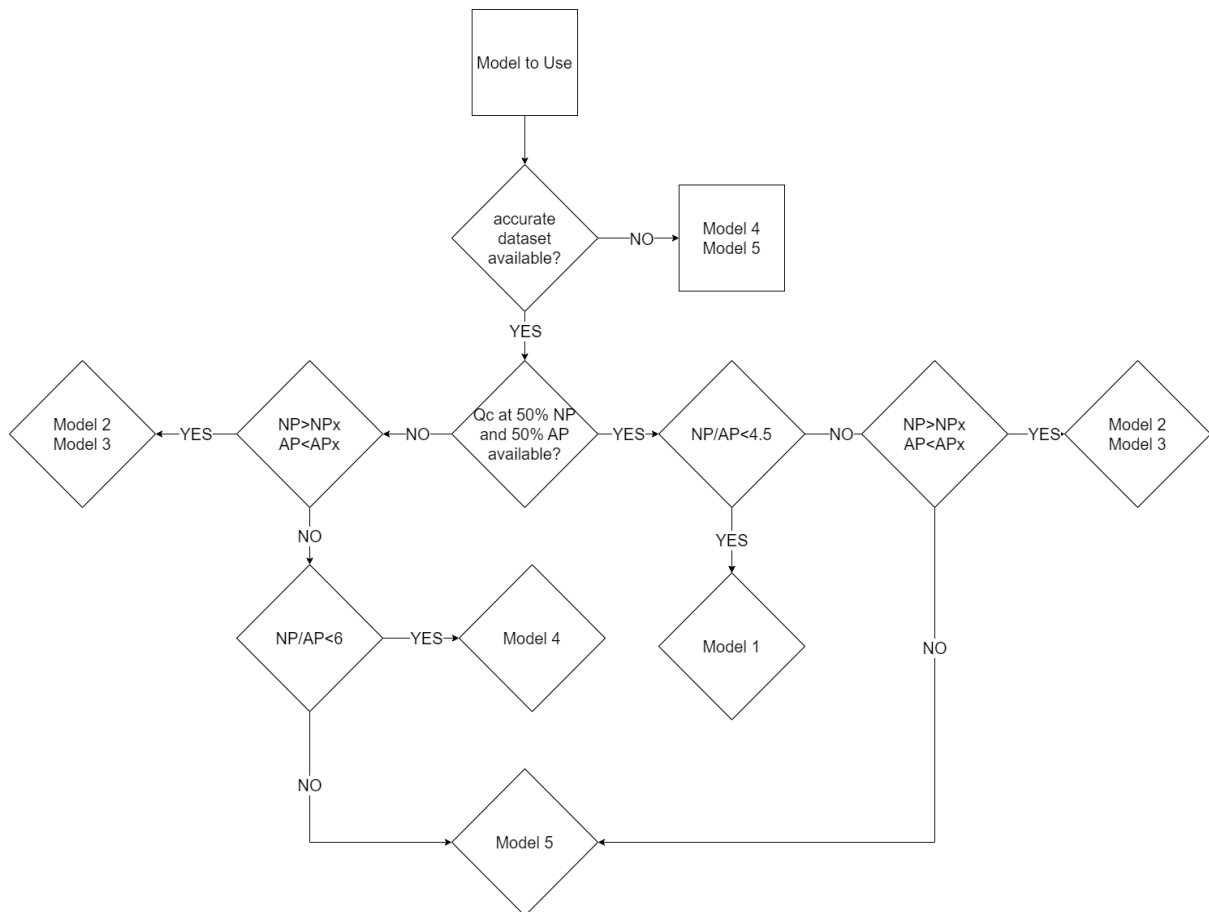 Model to Use
accurate
dataset
available?
NO
Model 4
Model 5
YES
Model 2
Model 3
YES
NP>NPx
AP<APx
NO
Qc at 50% NP
and 50% AP
available?
YES
NP/AP<4.5
NO
NP>NPx
AP<APx
YES
Model 2
Model 3
NO
YES
NP/AP<6
YES
Model 4
Model 1
NO
NO
Model 5